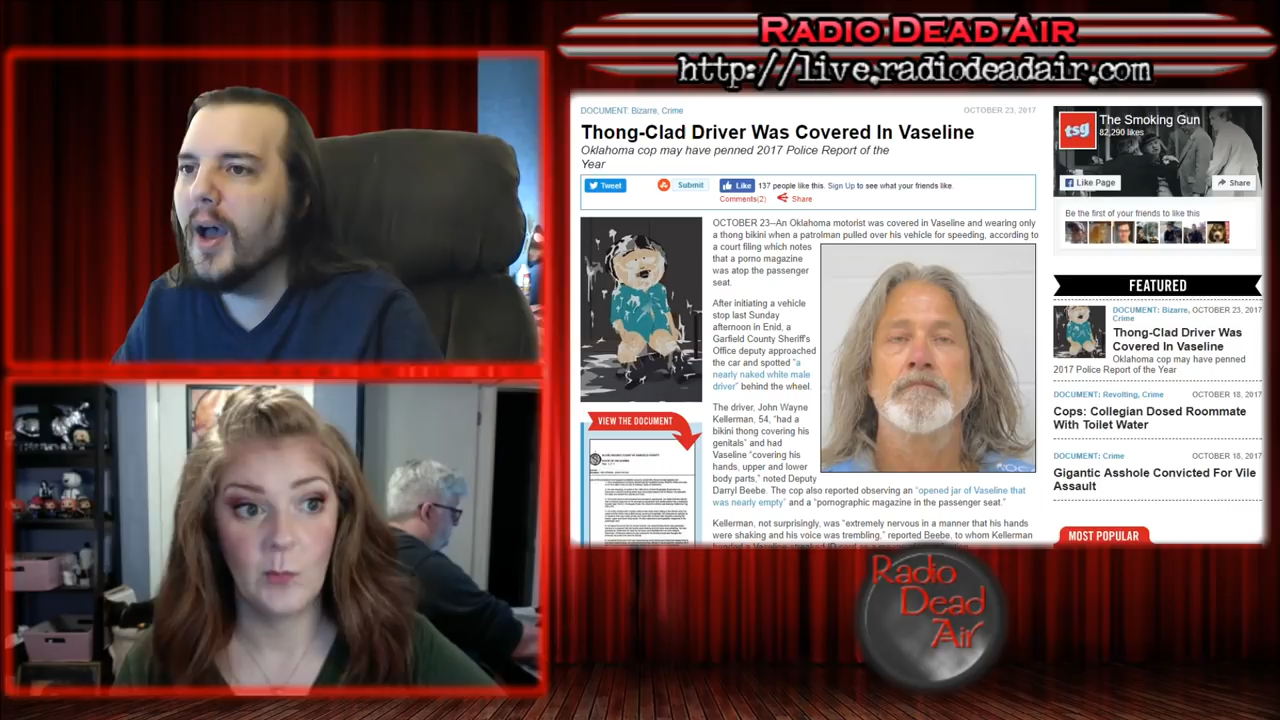 Radio Dead Air
http://live.radiodeadair.com
DOCUMENT: Bizarre, Crime
OCTOBER 23, 2017
Thong-Clad Driver Was Covered In Vaseline
Oklahoma cop may have penned 2017 Police Report of the
Year
Tweet
Submit
Like
137 people like this. Sign Up to see what your friends like.
Comments(2)
Share
OCTOBER 23--An Oklahoma motorist was covered in Vaseline and wearing only
a thong bikini when a patrolman pulled over his vehicle for speeding, according to
a court filing which notes
that a porno magazine
was atop the passenger
seat.
After initiating a vehicle
stop last Sunday
afternoon in Enid, a
Garfield County Sheriff's
Office deputy approached
the car and spotted "a
nearly naked white male
driver" behind the wheel.
The driver, John Wayne
Kellerman, 54, "had a
bikini thong covering his
genitals" and had
Vaseline "covering his
hands, upper and lower
body parts," noted Deputy
Darryl Beebe. The cop also reported observing an "opened jar of Vaseline that
was nearly empty" and a "pornographic magazine in the passenger seat."
Kellerman, not surprisingly, was "extremely nervous in a manner that his hands
were shaking and his voice was trembling," reported Beebe, to whom Kellerman
VIEW THE DOCUMENT
tsg
The Smoking Gun
82,290 likes
Like Page
Share
Be the first of your friends to like this
FEATURED
DOCUMENT: Bizarre, OCTOBER 23, 2017
Crime
Thong-Clad Driver Was
Covered In Vaseline
Oklahoma cop may have penned
2017 Police Report of the Year
DOCUMENT: Revolting, Crime
OCTOBER 18, 2017
Cops: Collegian Dosed Roommate
With Toilet Water
DOCUMENT: Crime
OCTOBER 18, 2017
Gigantic Asshole Convicted For Vile
Assault
MOST POPULAR
Radio
Dead
Air